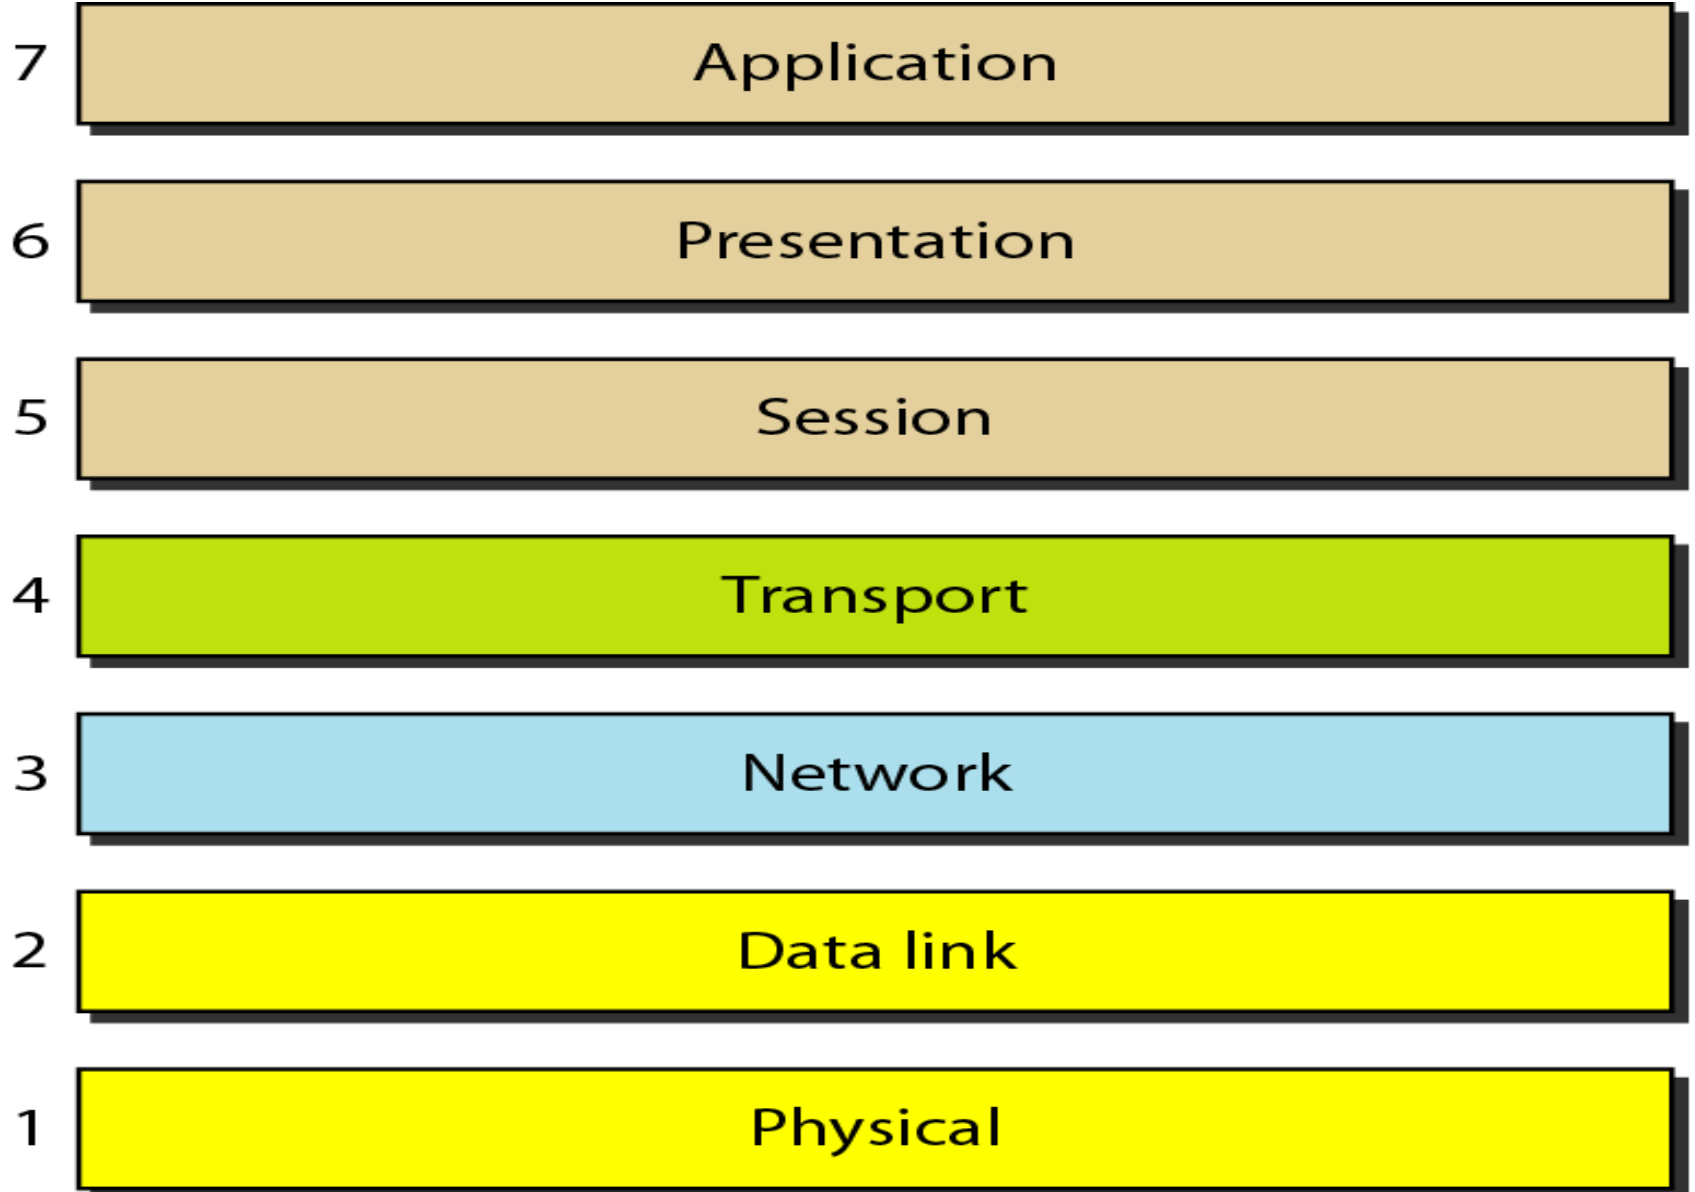 7 Application
6 Presentation
5 Session
4 Transport
3 Network
2 Data link
1 Physical